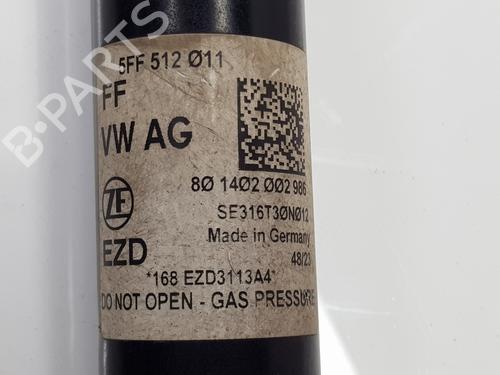 5FF 512 Ø11
FF
VW AG
8Ø 14Ø2 ØØ2 986
ZF
SE316T3ØNØ12
Made in Germany
EZD
48/23
*168 EZD3113A4*
DO NOT OPEN - GAS PRESSURE
B-PARTS